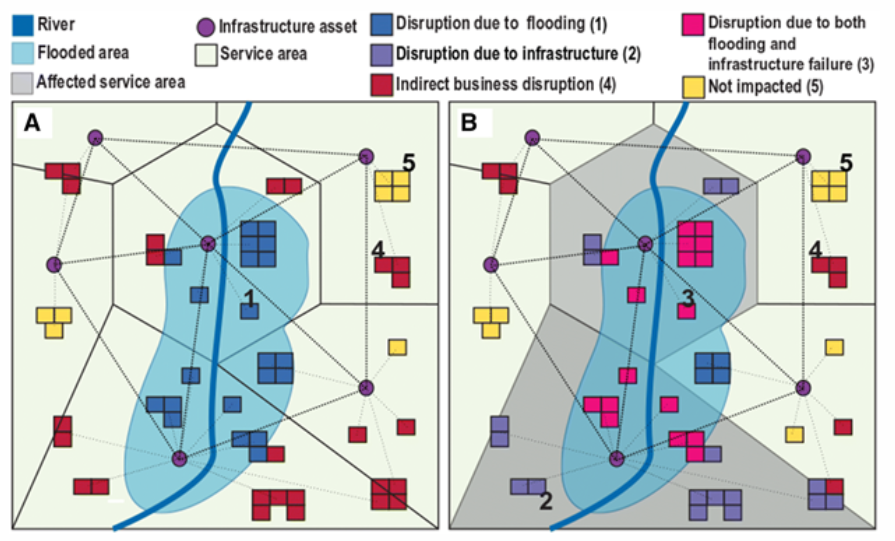 River
Flooded area
Affected service area
Infrastructure asset
Service area
Disruption due to flooding (1)
Disruption due to infrastructure (2)
Indirect business disruption (4)
Disruption due to both
flooding and
infrastructure failure (3)
Not impacted (5)
A
5
4
1
B
5
4
3
2